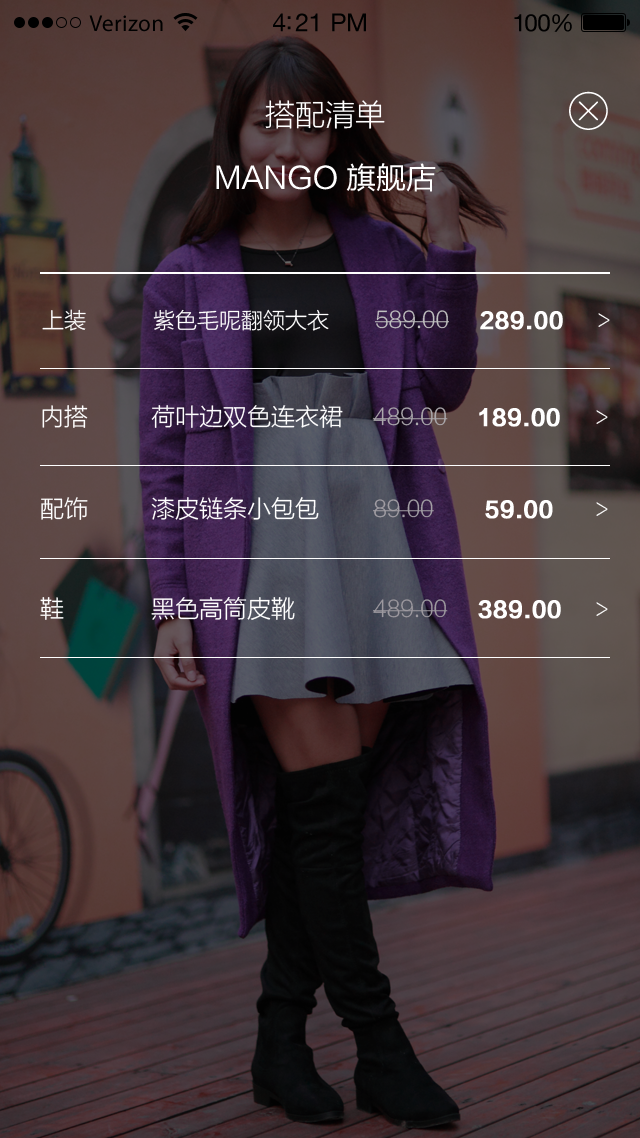 Verizon 4:21 PM 100%
搭配清单
MANGO 旗舰店
上装 紫色毛呢翻领大衣 589.00 289.00 >
内搭 荷叶边双色连衣裙 489.00 189.00 >
配饰 漆皮链条小包包 89.00 59.00 >
鞋 黑色高筒皮靴 489.00 389.00 >